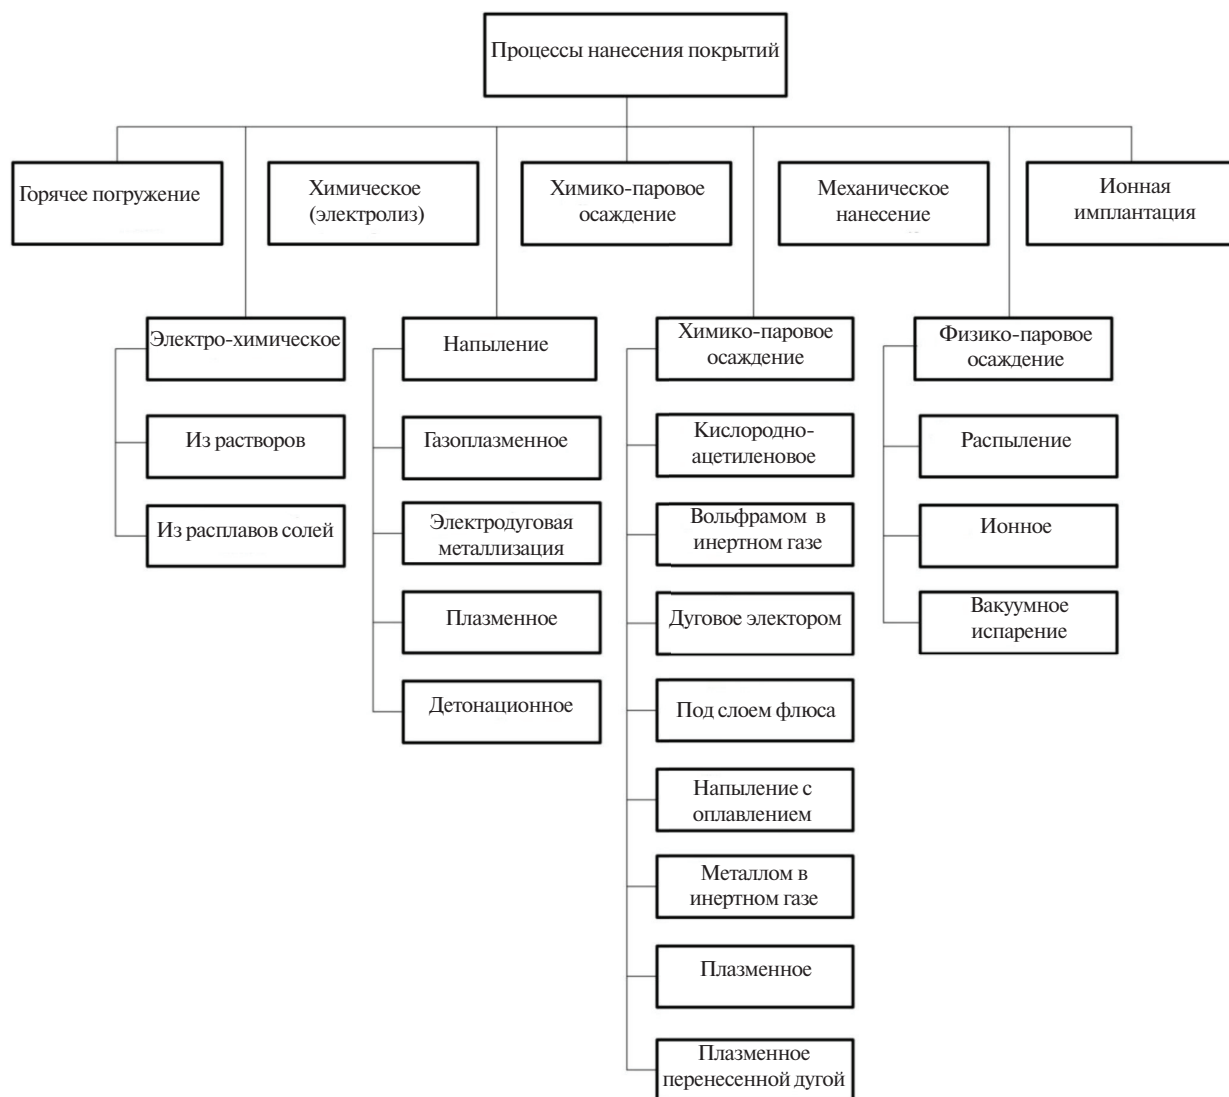 Процессы нанесения покрытий
Горячее погружение
Химическое
(электролиз)
Химико-паровое
осаждение
Механическое
нанесение
Ионная
имплантация
Электро-химическое
Из растворов
Из расплавов солей
Напыление
Газоплазменное
Электродуговая
металлизация
Плазменное
Детонационное
Химико-паровое
осаждение
Кислородно-
ацетиленовое
Вольфрамом в
инертном газе
Дуговое электором
Под слоем флюса
Напыление с
оплавлением
Металлом в
инертном газе
Плазменное
Плазменное
перенесенной дугой
Физико-паровое
осаждение
Распыление
Ионное
Вакуумное
испарение